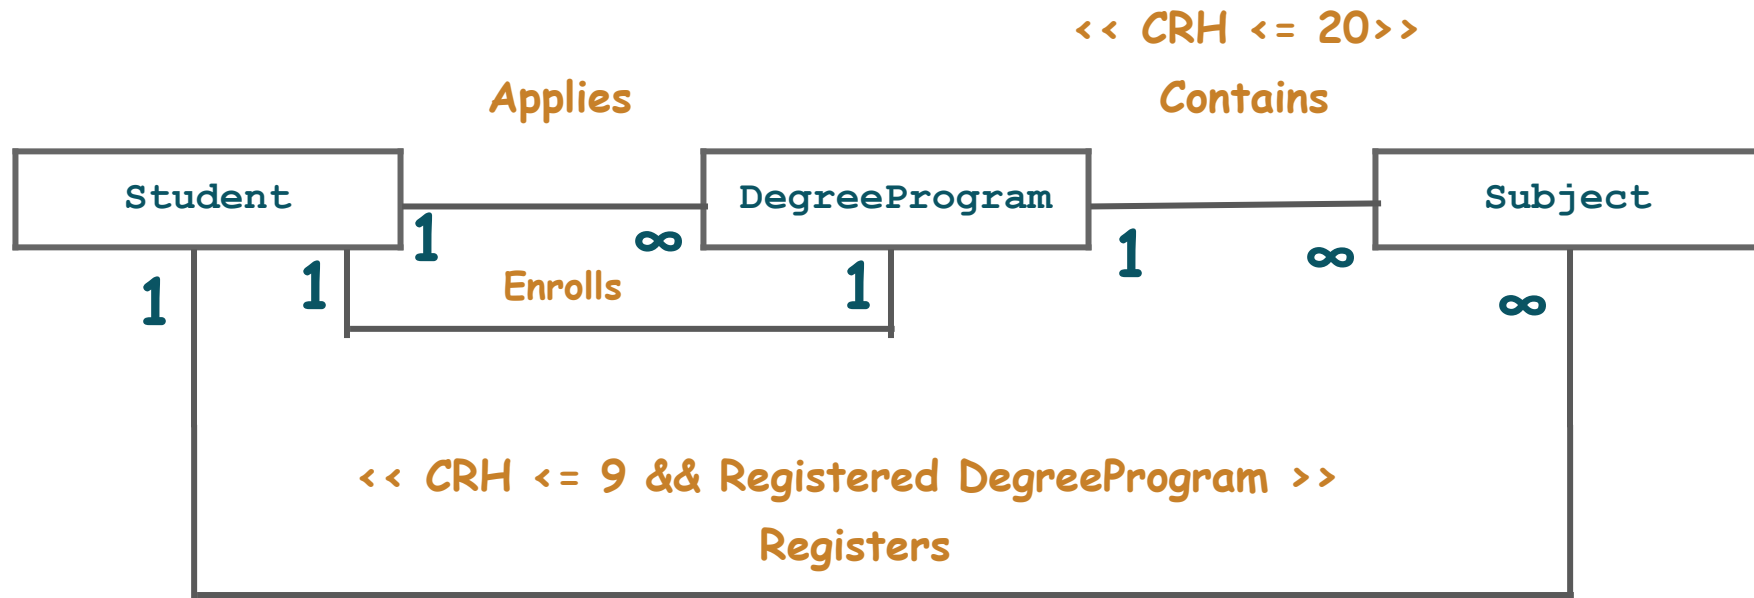 << CRH <= 20>>
Applies
Contains
Student
DegreeProgram
Subject
1
∞
1
∞
1
1
Enrolls
1
∞
<< CRH <= 9 && Registered DegreeProgram >>
Registers